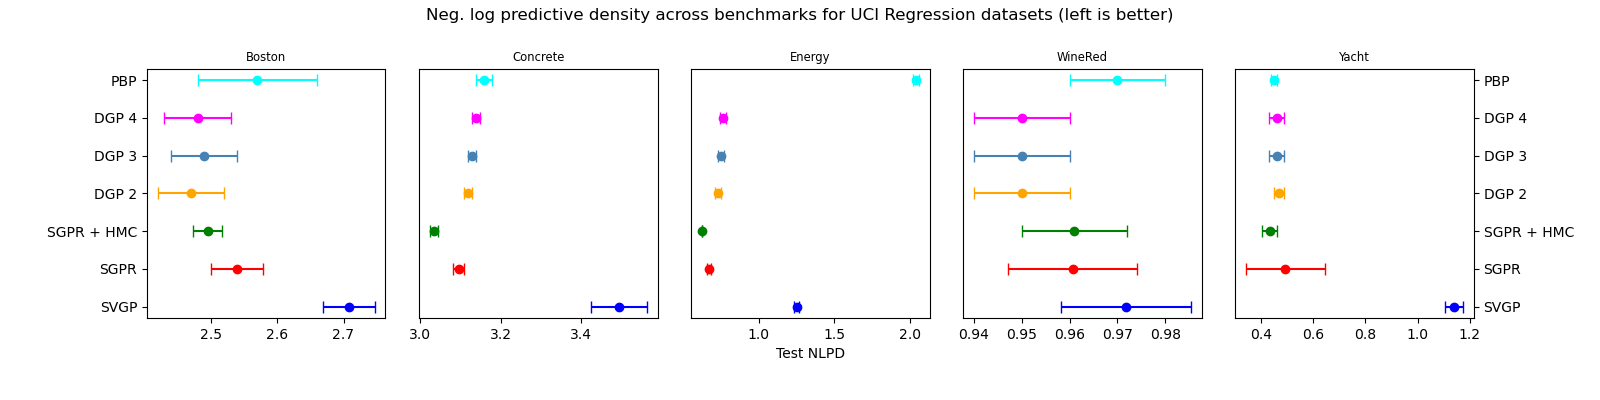 Neg. log predictive density across benchmarks for UCI Regression datasets (left is better)
Boston
Concrete
Energy
WineRed
Yacht
PBP
DGP 4
DGP 3
DGP 2
SGPR + HMC
SGPR
SVGP
PBP
DGP 4
DGP 3
DGP 2
SGPR + HMC
SGPR
SVGP
2.5 2.6 2.7
3.0 3.2 3.4
1.0 1.5 2.0
0.94 0.95 0.96 0.97 0.98
0.4 0.6 0.8 1.0 1.2
Test NLPD